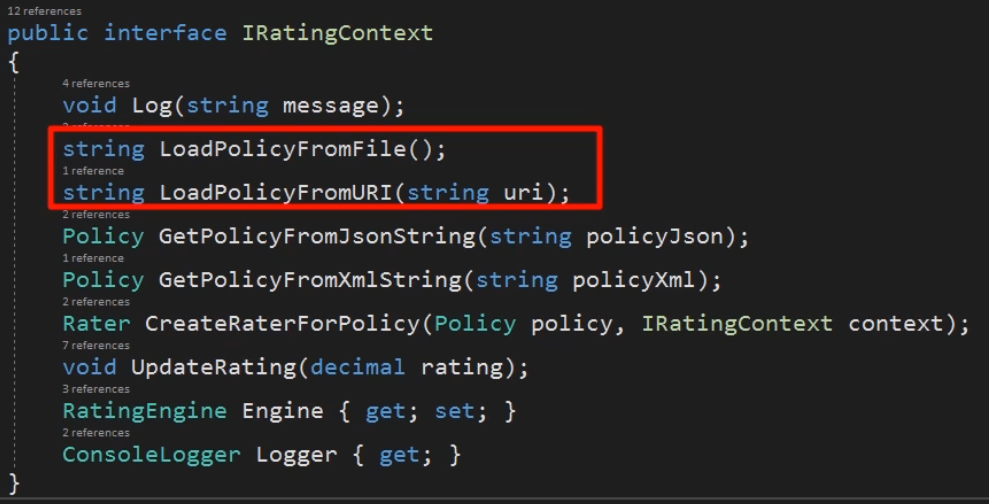 12 references
public interface IRatingContext
{
4 references
void Log(string message);
string LoadPolicyFromFile();
1 reference
string LoadPolicyFromURI(string uri);
2 references
Policy GetPolicyFromJsonString(string policyJson);
1 reference
Policy GetPolicyFromXmlString(string policyXml);
2 references
Rater CreateRaterForPolicy(Policy policy, IRatingContext context);
7 references
void UpdateRating(decimal rating);
3 references
RatingEngine Engine { get; set; }
2 references
ConsoleLogger Logger { get; }
}